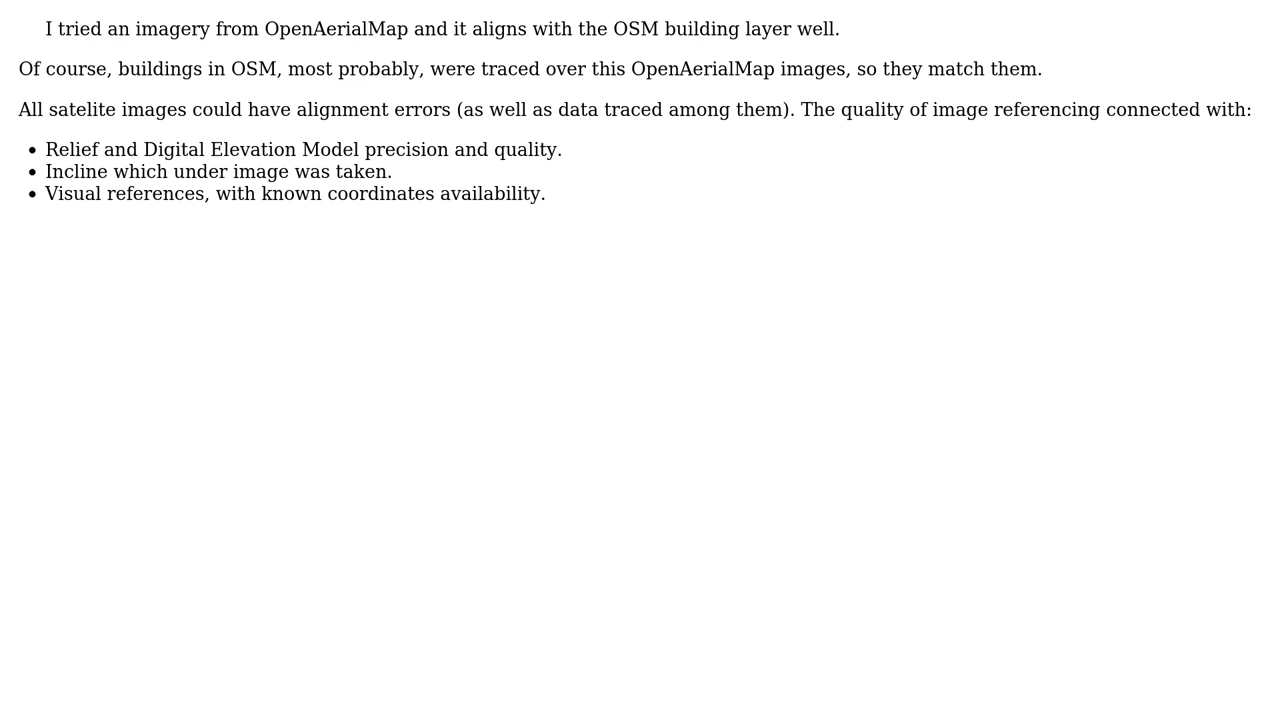 I tried an imagery from OpenAerialMap and it aligns with the OSM building layer well.
Of course, buildings in OSM, most probably, were traced over this OpenAerialMap images, so they match them.
All satelite images could have alignment errors (as well as data traced among them). The quality of image referencing connected with:
• Relief and Digital Elevation Model precision and quality.
• Incline which under image was taken.
• Visual references, with known coordinates availability.